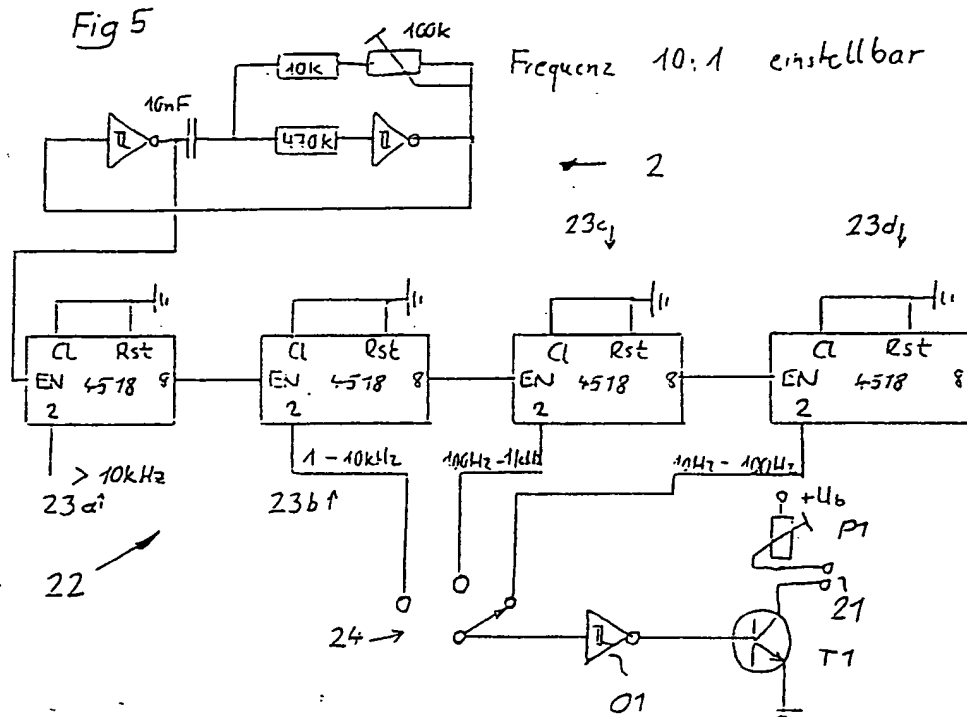 Fig 5
100k
10k
Frequenz 10:1 einstellbar
10nF
470k
2
23c
23d
Cl Rst
EN 4518 8
2
Cl Rst
EN 4518 8
2
Cl Rst
EN 4518 8
2
Cl Rst
EN 4518 8
2
> 10kHz
1 - 10kHz
100Hz - 1kHz
10Hz - 100Hz
23a
23b
+Ub
P1
22
21
24
T1
01